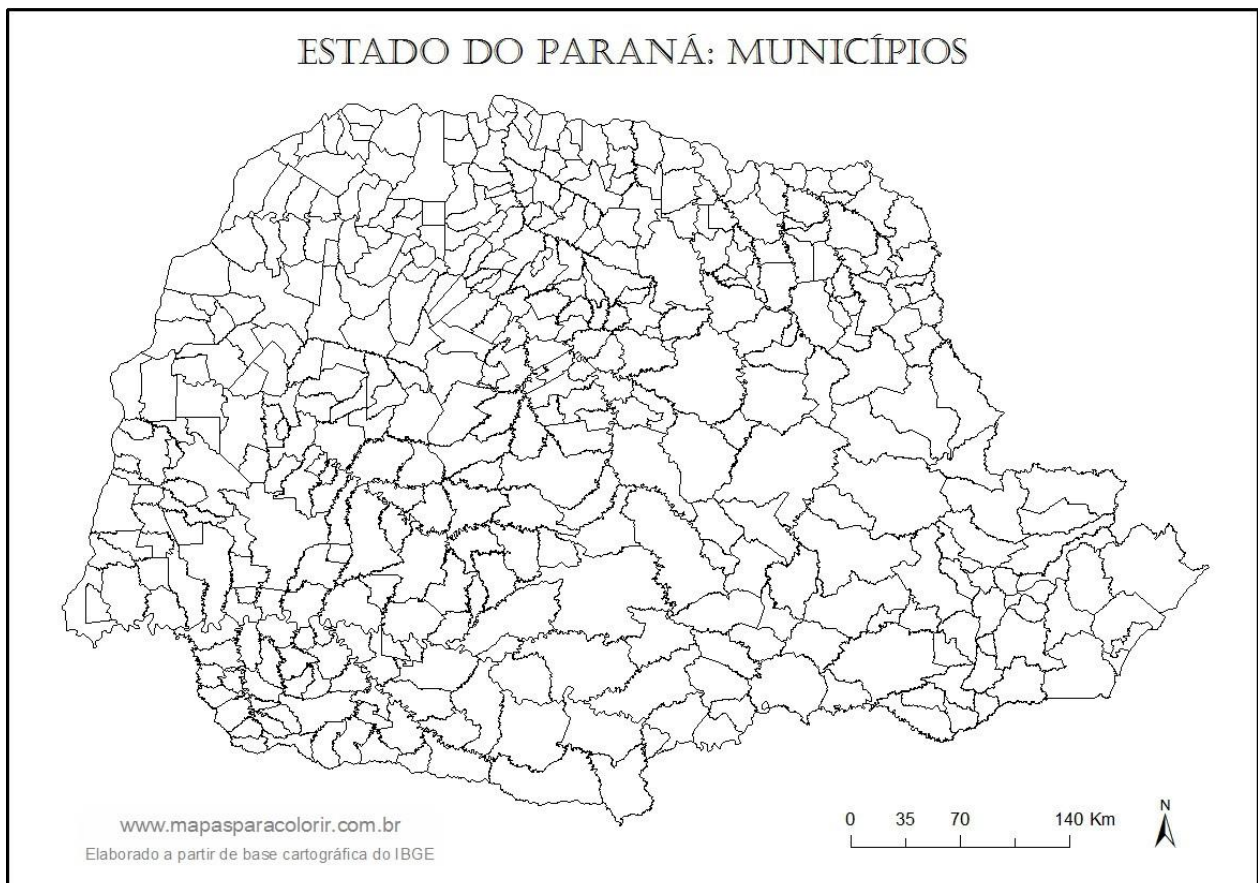 ESTADO DO PARANÁ: MUNICÍPIOS
www.mapasparacolorir.com.br
Elaborado a partir de base cartográfica do IBGE
0 35 70 140 Km
N